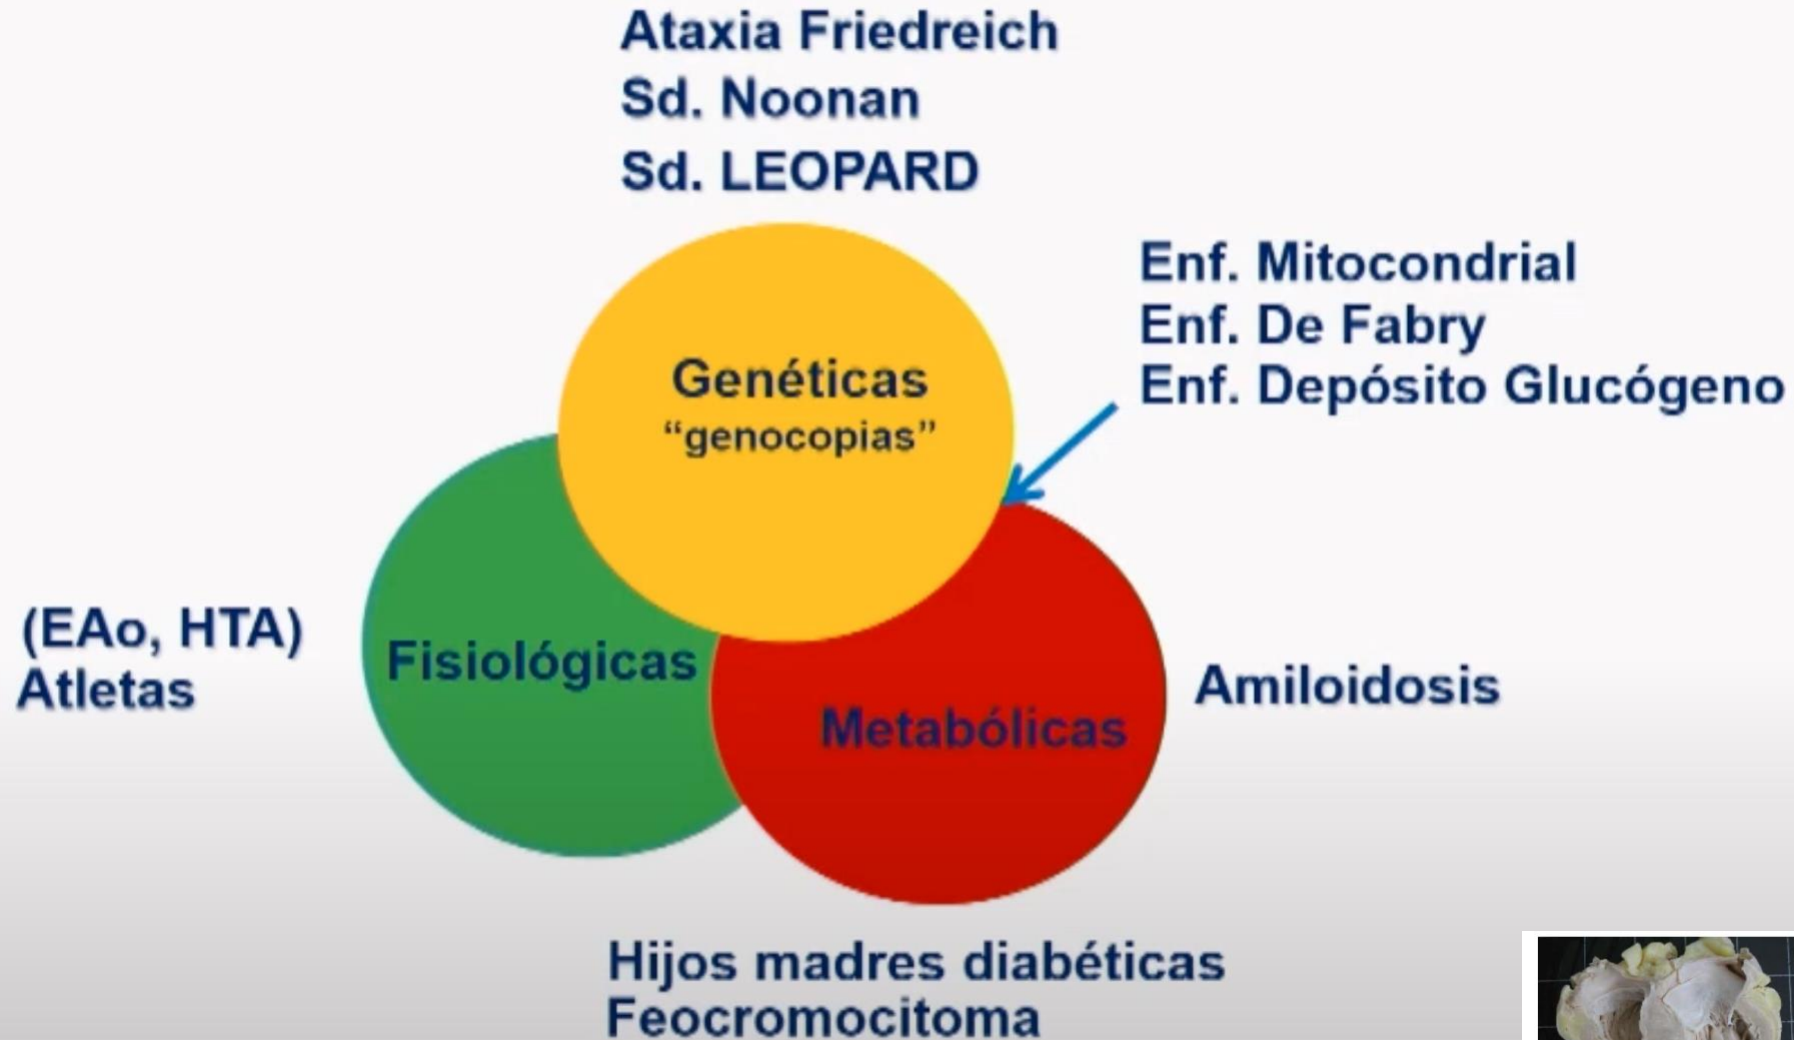 Ataxia Friedreich
Sd. Noonan
Sd. LEOPARD
Enf. Mitocondrial
Enf. De Fabry
Enf. Depósito Glucógeno
Genéticas
“genocopias”
(EAo, HTA)
Atletas
Fisiológicas
Metabólicas
Amiloidosis
Hijos madres diabéticas
Feocromocitoma